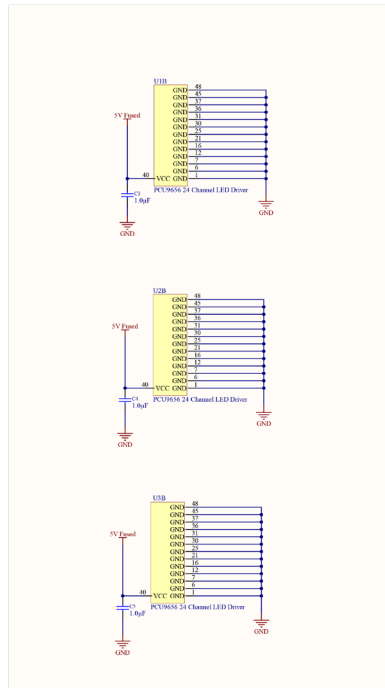 U1B
GND 48
GND 45
GND 37
GND 36
GND 31
GND 30
GND 25
GND 21
GND 16
GND 12
GND 7
GND 6
5V Fused
40 VCC GND 1
PCU9656 24 Channel LED Driver
C3
1.0µF
GND
GND
U2B
GND 48
GND 45
GND 37
GND 36
GND 31
GND 30
GND 25
GND 21
GND 16
GND 12
GND 7
GND 6
5V Fused
40 VCC GND 1
PCU9656 24 Channel LED Driver
C4
1.0µF
GND
GND
U3B
GND 48
GND 45
GND 37
GND 36
GND 31
GND 30
GND 25
GND 21
GND 16
GND 12
GND 7
GND 6
5V Fused
40 VCC GND 1
PCU9656 24 Channel LED Driver
C5
1.0µF
GND
GND